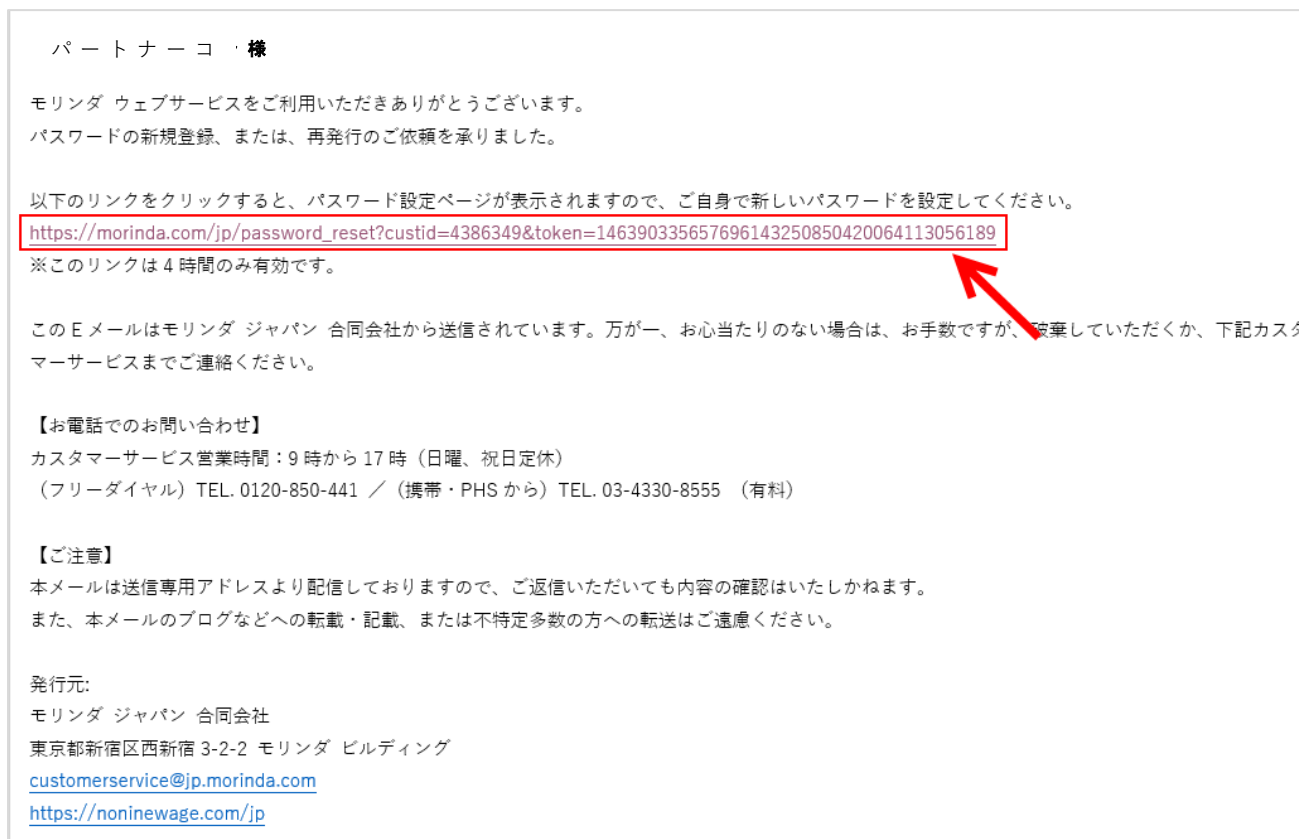 パートナーコ 様
モリンダ ウェブサービスをご利用いただきありがとうございます。
パスワードの新規登録、または、再発行のご依頼を承りました。
以下のリンクをクリックすると、パスワード設定ページが表示されますので、ご自身で新しいパスワードを設定してください。
https://morinda.com/jp/password_reset?custid=4386349&token=146390335657696143250850420064113056189
※このリンクは 4 時間のみ有効です。
この E メールはモリンダ ジャパン 合同会社から送信されています。万が一、お心当たりのない場合は、お手数ですが、破棄していただくか、下記カスタ
マーサービスまでご連絡ください。
【お電話でのお問い合わせ】
カスタマーサービス営業時間：9 時から 17 時（日曜、祝日定休）
（フリーダイヤル）TEL. 0120-850-441 ／（携帯・PHS から）TEL. 03-4330-8555 （有料）
【ご注意】
本メールは送信専用アドレスより配信しておりますので、ご返信いただいても内容の確認はいたしかねます。
また、本メールのブログなどへの転載・記載、または不特定多数の方への転送はご遠慮ください。
発行元:
モリンダ ジャパン 合同会社
東京都新宿区西新宿 3-2-2 モリンダ ビルディング
customerservice@jp.morinda.com
https://noninewage.com/jp